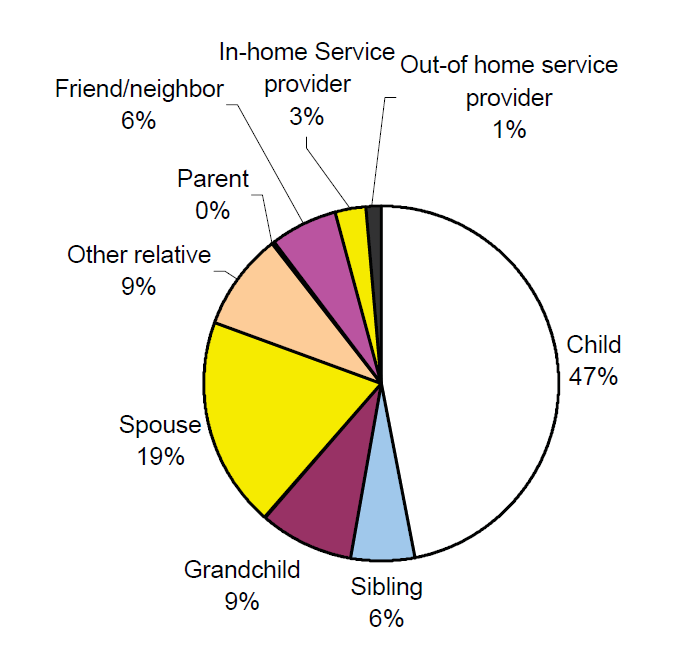 In-home Service
provider
3%
Out-of home service
provider
1%
Friend/neighbor
6%
Parent
0%
Other relative
9%
Child
47%
Spouse
19%
Grandchild
9%
Sibling
6%